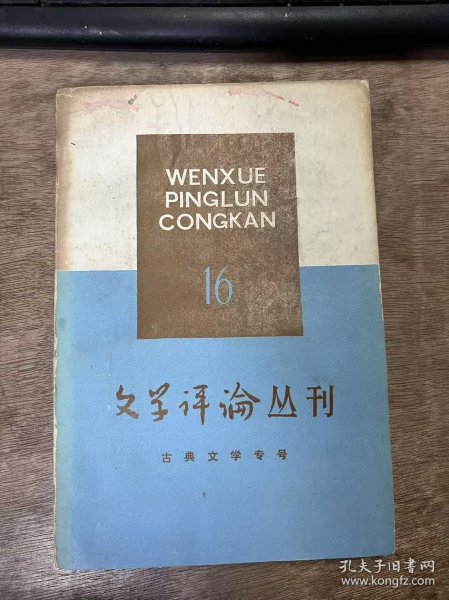 WENXUE
PINGLUN
CONGKAN
16
文学评论丛刊
古典文学专号
孔夫子旧书网
www.kongfz.com